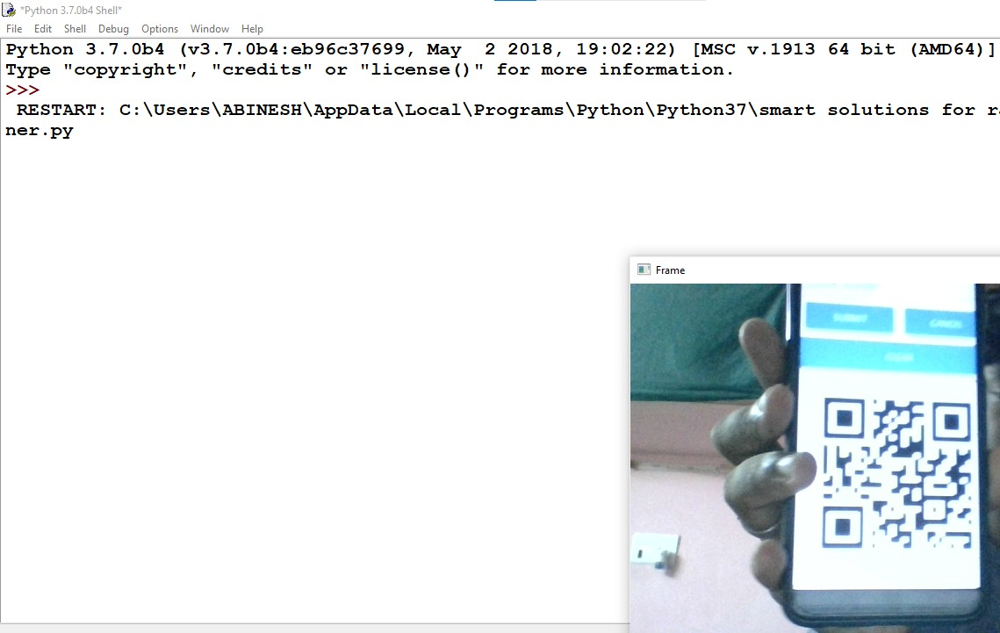 *Python 3.7.0b4 Shell*
File Edit Shell Debug Options Window Help
Python 3.7.0b4 (v3.7.0b4:eb96c37699, May  2 2018, 19:02:22) [MSC v.1913 64 bit (AMD64)]
Type "copyright", "credits" or "license()" for more information.
>>>
 RESTART: C:\Users\ABINESH\AppData\Local\Programs\Python\Python37\smart solutions for
ner.py
Frame
SUBMIT CANCEL